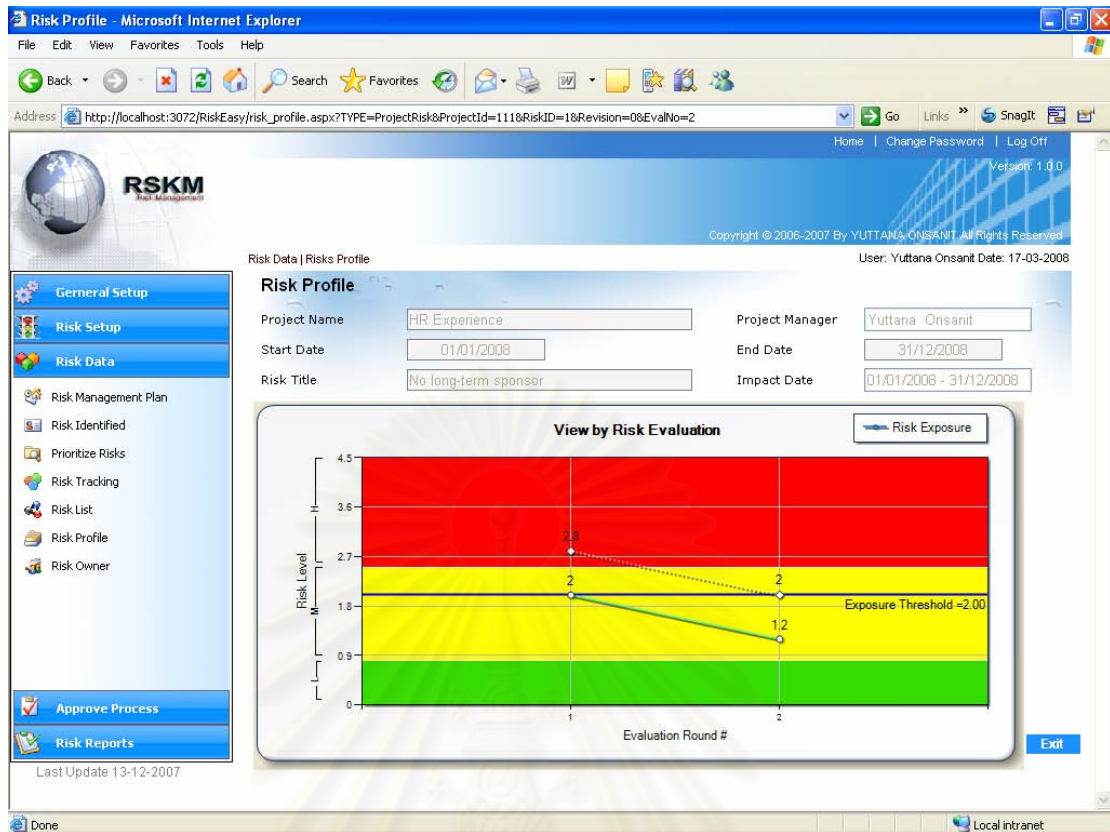 Risk Profile - Microsoft Internet Explorer
File Edit View Favorites Tools Help
Back Search Favorites
Address http://localhost:3072/RiskEasy/risk_profile.aspx?TYPE=ProjectRisk&ProjectId=111&RiskID=1&Revision=0&EvalNo=2 Go Links » SnagIt
Home | Change Password | Log Off
Version: 1.0.0
RSKM
Risk Management
Copyright © 2006-2007 By YUTTANA ONSANIT All Rights Reserved
Risk Data | Risks Profile
User: Yuttana Onsanit Date: 17-03-2008
Gerneral Setup
Risk Setup
Risk Data
Risk Management Plan
Risk Identified
Prioritize Risks
Risk Tracking
Risk List
Risk Profile
Risk Owner
Approve Process
Risk Reports
Last Update 13-12-2007
Risk Profile
Project Name HR Experience Project Manager Yuttana Onsanit
Start Date 01/01/2008 End Date 31/12/2008
Risk Title No long-term sponsor Impact Date 01/01/2008 - 31/12/2008
View by Risk Evaluation
Risk Exposure
4.5
3.6
2.7
1.8
0.9
0
H
M
L
Risk Level
2.8
2
2
1.2
Exposure Threshold =2.00
1
2
Evaluation Round #
Exit
Done
Local intranet